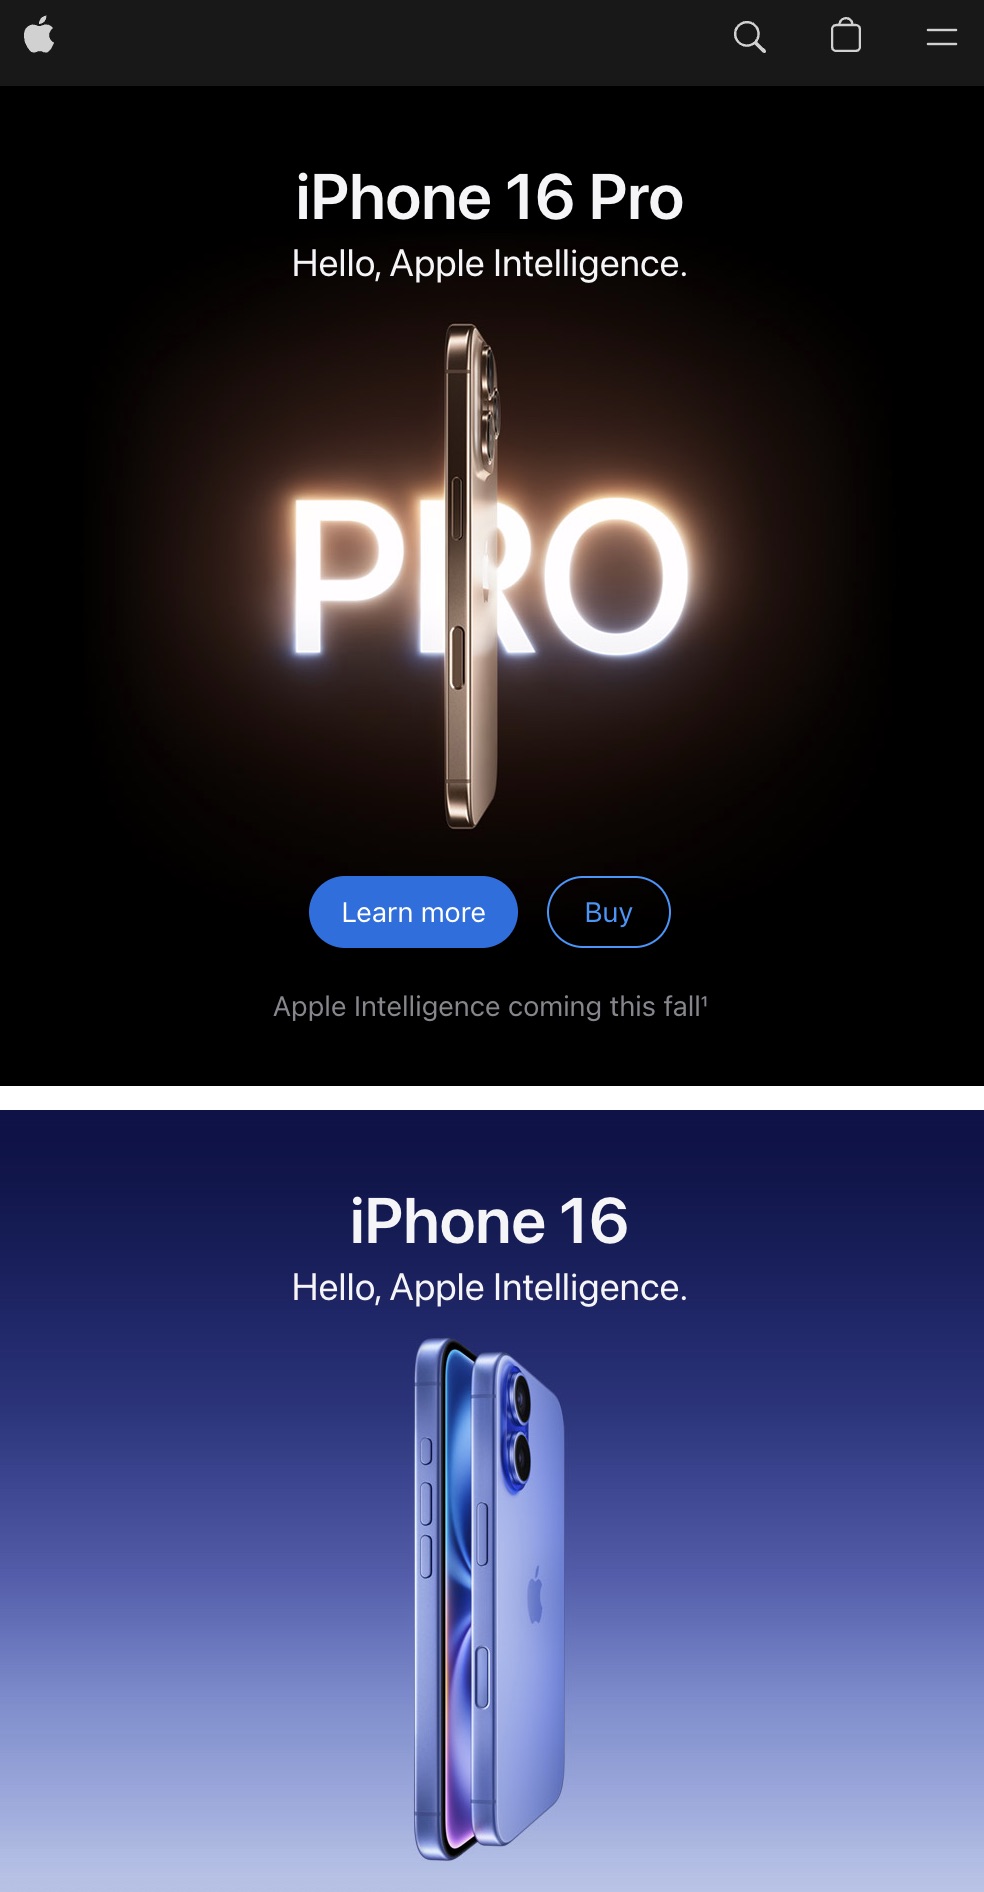 iPhone 16 Pro
Hello, Apple Intelligence.
PRO
Learn more
Buy
Apple Intelligence coming this fall¹
iPhone 16
Hello, Apple Intelligence.